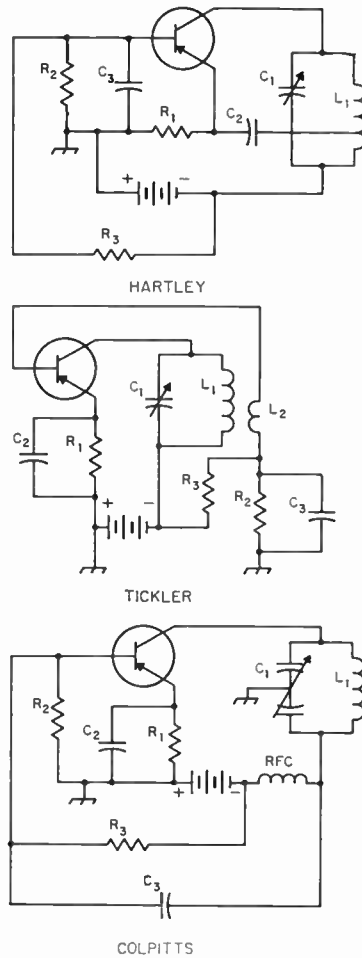 R2
C3
R1
C2
C1
L1
+ −
R3
HARTLEY
C1
L1
L2
C2
R1
R3
R2
C3
+ −
TICKLER
R2
C2
R1
C1
L1
RFC
+ −
R3
C3
COLPITTS